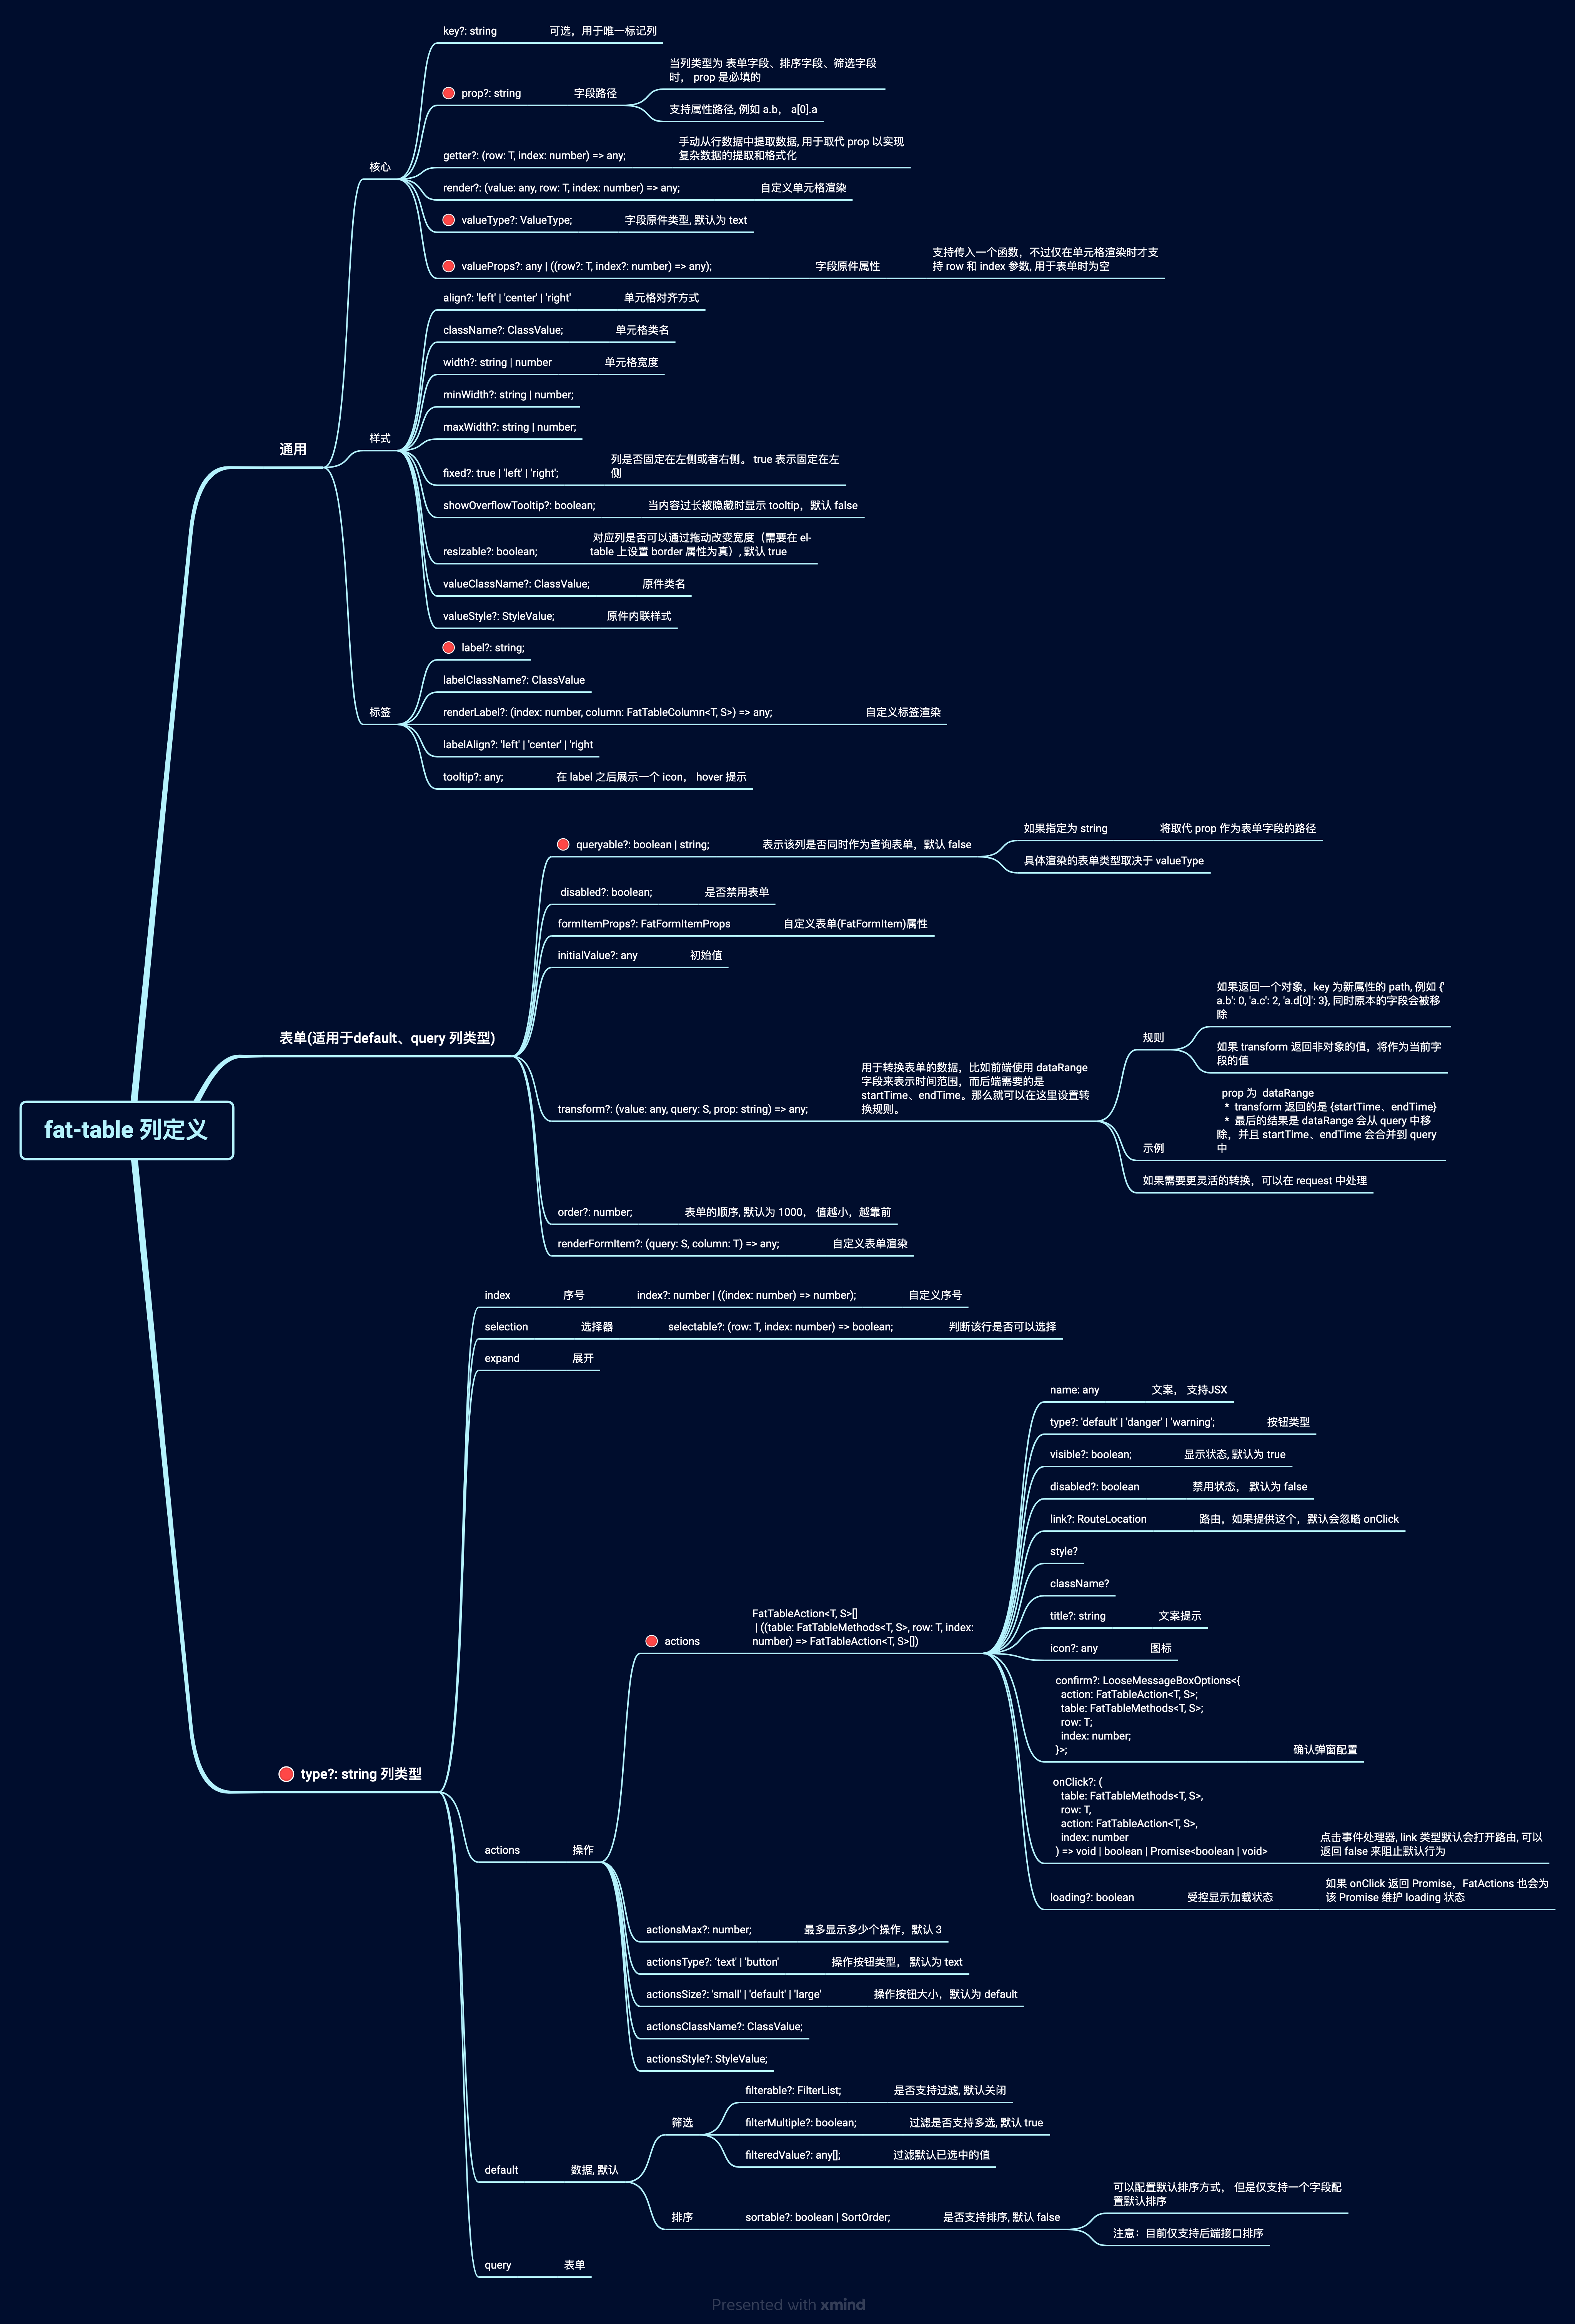 fat-table 列定义
通用
核心
key?: string
可选，用于唯一标记列
prop?: string
字段路径
当列类型为 表单字段、排序字段、筛选字段
时， prop 是必填的
支持属性路径, 例如 a.b， a[0].a
getter?: (row: T, index: number) => any;
手动从行数据中提取数据, 用于取代 prop 以实现
复杂数据的提取和格式化
render?: (value: any, row: T, index: number) => any;
自定义单元格渲染
valueType?: ValueType;
字段原件类型, 默认为 text
valueProps?: any | ((row?: T, index?: number) => any);
字段原件属性
支持传入一个函数，不过仅在单元格渲染时才支
持 row 和 index 参数, 用于表单时为空
样式
align?: 'left' | 'center' | 'right'
单元格对齐方式
className?: ClassValue;
单元格类名
width?: string | number
单元格宽度
minWidth?: string | number;
maxWidth?: string | number;
fixed?: true | 'left' | 'right';
列是否固定在左侧或者右侧。 true 表示固定在左
侧
showOverflowTooltip?: boolean;
当内容过长被隐藏时显示 tooltip，默认 false
resizable?: boolean;
对应列是否可以通过拖动改变宽度（需要在 el-
table 上设置 border 属性为真）, 默认 true
valueClassName?: ClassValue;
原件类名
valueStyle?: StyleValue;
原件内联样式
标签
label?: string;
labelClassName?: ClassValue
renderLabel?: (index: number, column: FatTableColumn<T, S>) => any;
自定义标签渲染
labelAlign?: 'left' | 'center' | 'right
tooltip?: any;
在 label 之后展示一个 icon， hover 提示
表单(适用于default、query 列类型)
queryable?: boolean | string;
表示该列是否同时作为查询表单，默认 false
如果指定为 string
将取代 prop 作为表单字段的路径
具体渲染的表单类型取决于 valueType
disabled?: boolean;
是否禁用表单
formItemProps?: FatFormItemProps
自定义表单(FatFormItem)属性
initialValue?: any
初始值
transform?: (value: any, query: S, prop: string) => any;
用于转换表单的数据，比如前端使用 dataRange
字段来表示时间范围，而后端需要的是
startTime、endTime。那么就可以在这里设置转
换规则。
规则
如果返回一个对象，key 为新属性的 path, 例如 {'
a.b': 0, 'a.c': 2, 'a.d[0]': 3}, 同时原本的字段会被移
除
如果 transform 返回非对象的值，将作为当前字
段的值
示例
prop 为 dataRange
* transform 返回的是 {startTime、endTime}
* 最后的结果是 dataRange 会从 query 中移
除，并且 startTime、endTime 会合并到 query
中
如果需要更灵活的转换，可以在 request 中处理
order?: number;
表单的顺序, 默认为 1000， 值越小，越靠前
renderFormItem?: (query: S, column: T) => any;
自定义表单渲染
type?: string 列类型
index
序号
index?: number | ((index: number) => number);
自定义序号
selection
选择器
selectable?: (row: T, index: number) => boolean;
判断该行是否可以选择
expand
展开
actions
操作
actions
FatTableAction<T, S>[]
| ((table: FatTableMethods<T, S>, row: T, index:
number) => FatTableAction<T, S>[])
name: any
文案， 支持JSX
type?: 'default' | 'danger' | 'warning';
按钮类型
visible?: boolean;
显示状态, 默认为 true
disabled?: boolean
禁用状态， 默认为 false
link?: RouteLocation
路由，如果提供这个，默认会忽略 onClick
style?
className?
title?: string
文案提示
icon?: any
图标
confirm?: LooseMessageBoxOptions<{
action: FatTableAction<T, S>;
table: FatTableMethods<T, S>;
row: T;
index: number;
}>;
确认弹窗配置
onClick?: (
table: FatTableMethods<T, S>,
row: T,
action: FatTableAction<T, S>,
index: number
) => void | boolean | Promise<boolean | void>
点击事件处理器, link 类型默认会打开路由, 可以
返回 false 来阻止默认行为
loading?: boolean
受控显示加载状态
如果 onClick 返回 Promise，FatActions 也会为
该 Promise 维护 loading 状态
actionsMax?: number;
最多显示多少个操作，默认 3
actionsType?: 'text' | 'button'
操作按钮类型， 默认为 text
actionsSize?: 'small' | 'default' | 'large'
操作按钮大小，默认为 default
actionsClassName?: ClassValue;
actionsStyle?: StyleValue;
default
数据, 默认
筛选
filterable?: FilterList;
是否支持过滤, 默认关闭
filterMultiple?: boolean;
过滤是否支持多选, 默认 true
filteredValue?: any[];
过滤默认已选中的值
排序
sortable?: boolean | SortOrder;
是否支持排序, 默认 false
可以配置默认排序方式， 但是仅支持一个字段配
置默认排序
注意：目前仅支持后端接口排序
query
表单
Presented with xmind